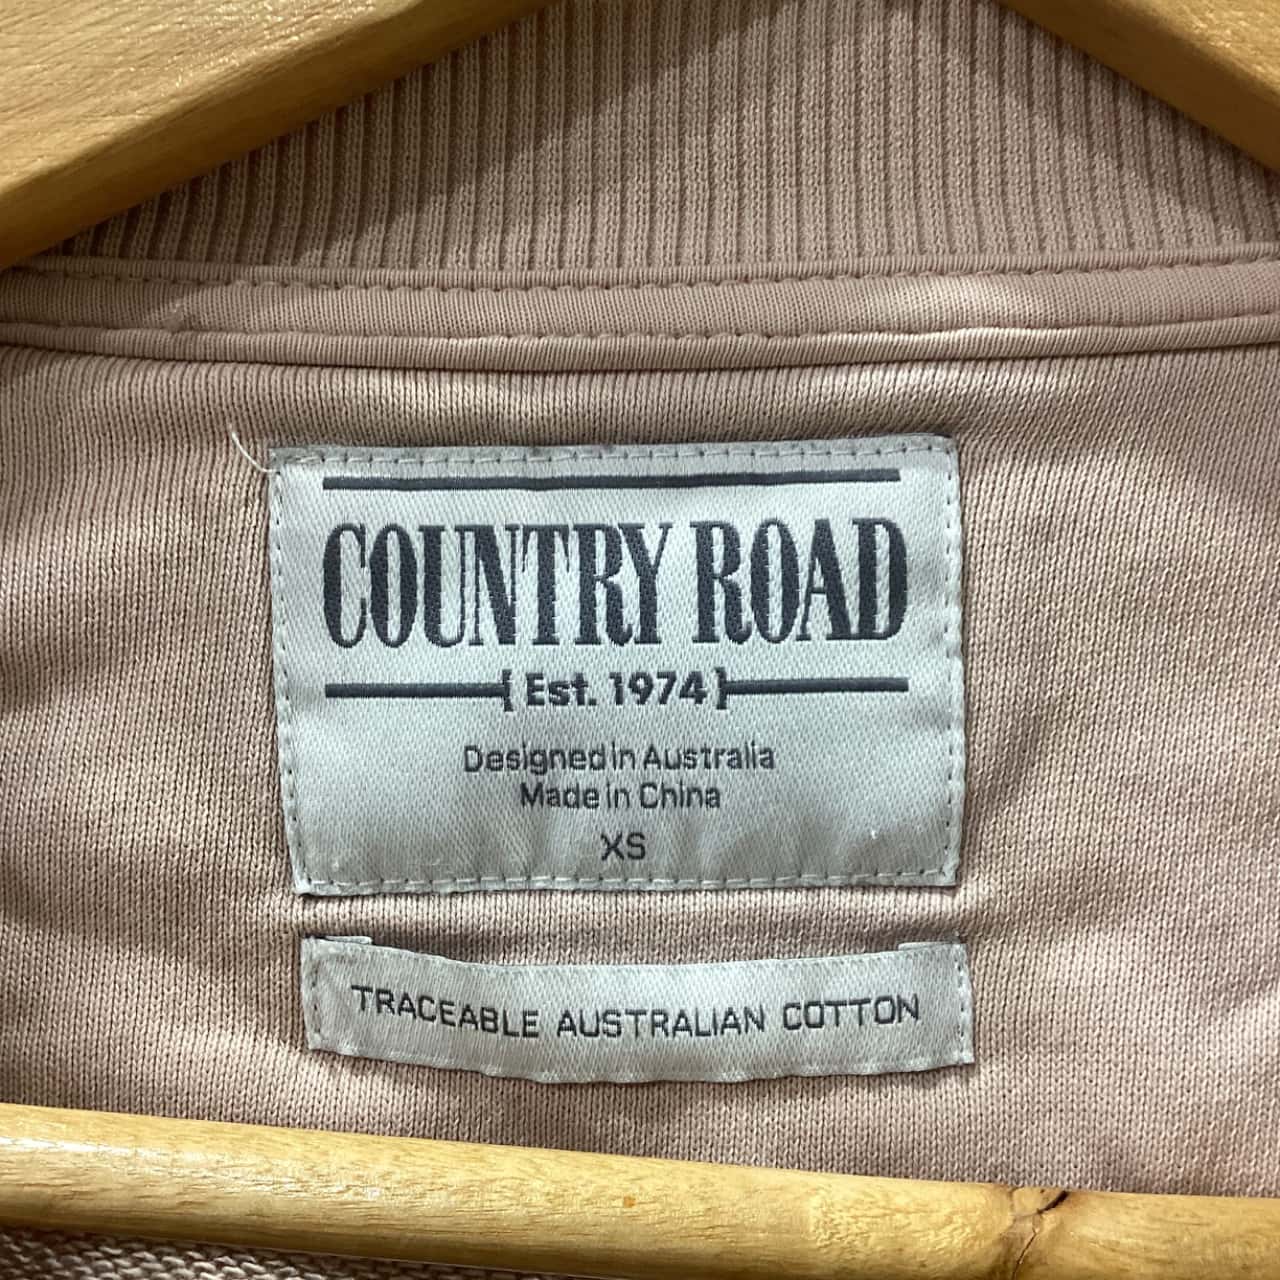 COUNTRY ROAD
{ Est. 1974 }
Designed in Australia
Made in China
XS
TRACEABLE AUSTRALIAN COTTON